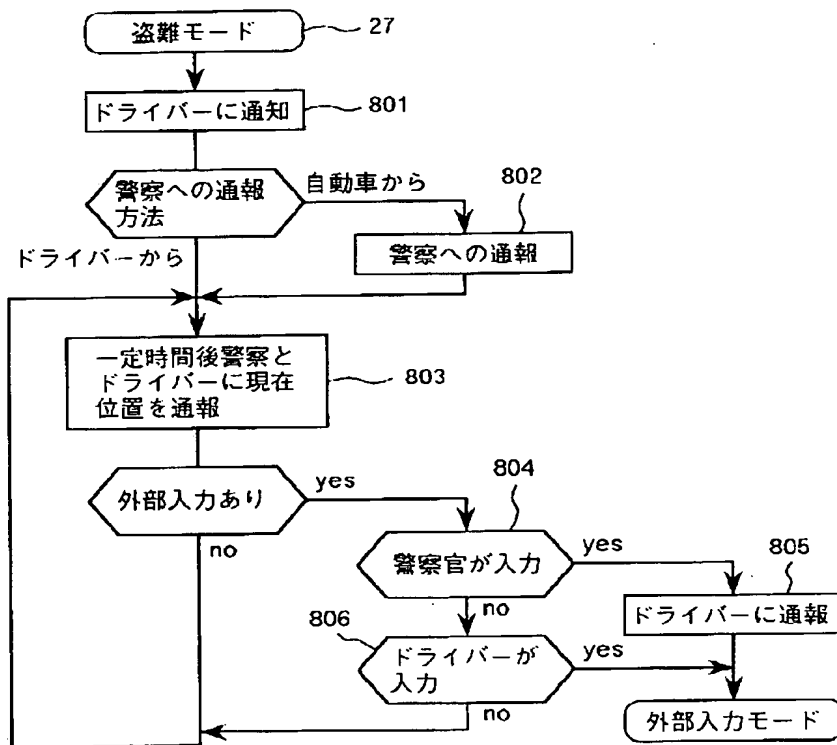 盗難モード
27
ドライバーに通知
801
警察への通報
方法
自動車から
802
警察への通報
ドライバーから
一定時間後警察と
ドライバーに現在
位置を通報
803
外部入力あり
yes
no
804
警察官が入力
yes
no
805
ドライバーに通報
806
ドライバーが
入力
yes
no
外部入力モード